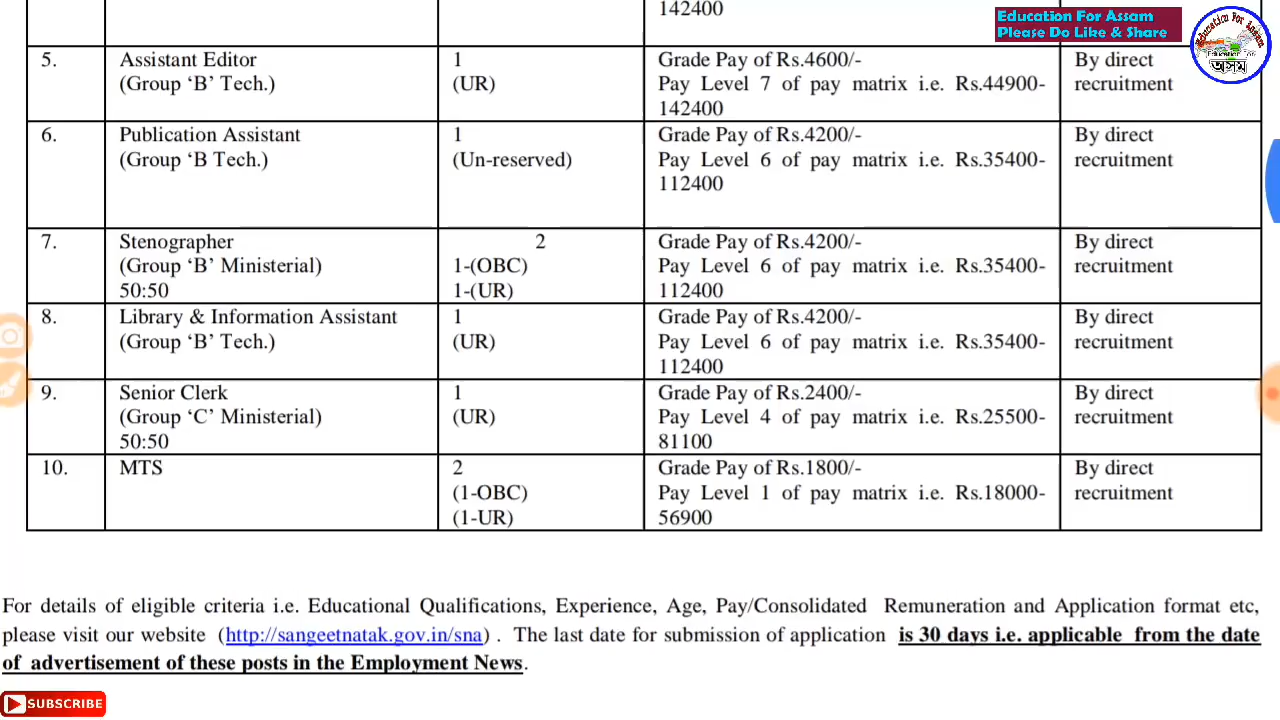 142400
Education For Assam
Please Do Like & Share
Education For Assam
Education For
অসম
5. Assistant Editor 1 Grade Pay of Rs.4600/- By direct
(Group ‘B’ Tech.) (UR) Pay Level 7 of pay matrix i.e. Rs.44900- recruitment
142400
6. Publication Assistant 1 Grade Pay of Rs.4200/- By direct
(Group ‘B Tech.) (Un-reserved) Pay Level 6 of pay matrix i.e. Rs.35400- recruitment
112400
7. Stenographer 2 Grade Pay of Rs.4200/- By direct
(Group ‘B’ Ministerial) 1-(OBC) Pay Level 6 of pay matrix i.e. Rs.35400- recruitment
50:50 1-(UR) 112400
8. Library & Information Assistant 1 Grade Pay of Rs.4200/- By direct
(Group ‘B’ Tech.) (UR) Pay Level 6 of pay matrix i.e. Rs.35400- recruitment
112400
9. Senior Clerk 1 Grade Pay of Rs.2400/- By direct
(Group ‘C’ Ministerial) (UR) Pay Level 4 of pay matrix i.e. Rs.25500- recruitment
50:50 81100
10. MTS 2 Grade Pay of Rs.1800/- By direct
(1-OBC) Pay Level 1 of pay matrix i.e. Rs.18000- recruitment
(1-UR) 56900
For details of eligible criteria i.e. Educational Qualifications, Experience, Age, Pay/Consolidated Remuneration and Application format etc,
please visit our website (http://sangeetnatak.gov.in/sna) . The last date for submission of application is 30 days i.e. applicable from the date
of advertisement of these posts in the Employment News.
SUBSCRIBE